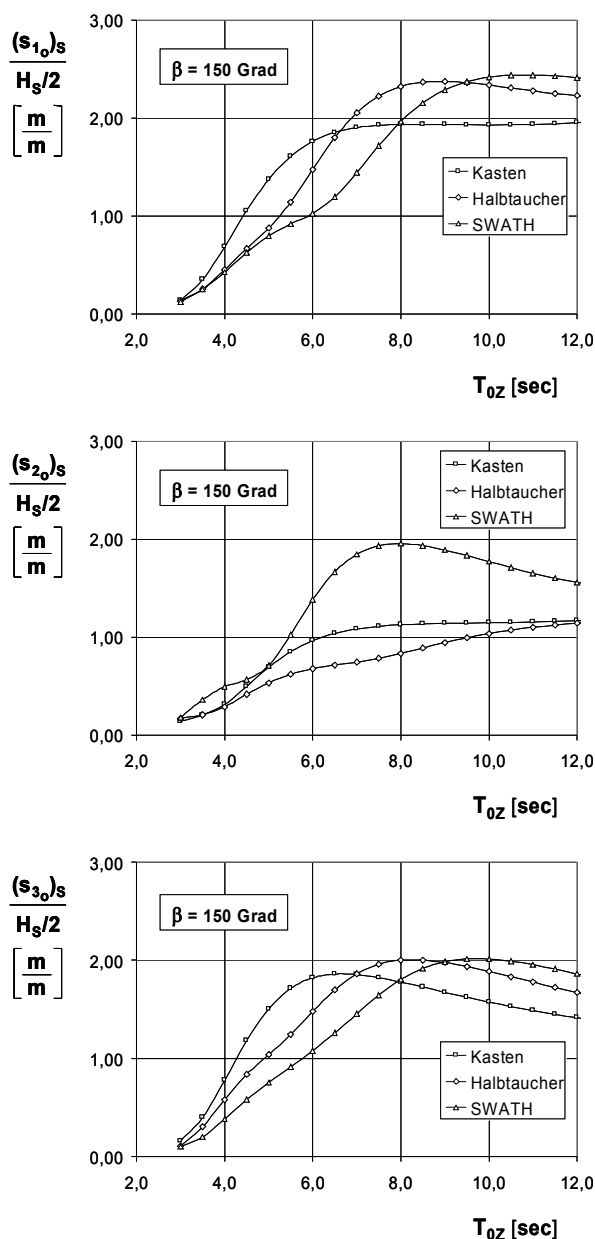 (s1o)S
HS/2
[m/m]
3,00
2,00
1,00
0,00
β = 150 Grad
Kasten
Halbtaucher
SWATH
2,0 4,0 6,0 8,0 10,0 12,0
T0Z [sec]
(s2o)S
HS/2
[m/m]
3,00
2,00
1,00
0,00
β = 150 Grad
Kasten
Halbtaucher
SWATH
2,0 4,0 6,0 8,0 10,0 12,0
T0Z [sec]
(s3o)S
HS/2
[m/m]
3,00
2,00
1,00
0,00
β = 150 Grad
Kasten
Halbtaucher
SWATH
2,0 4,0 6,0 8,0 10,0 12,0
T0Z [sec]